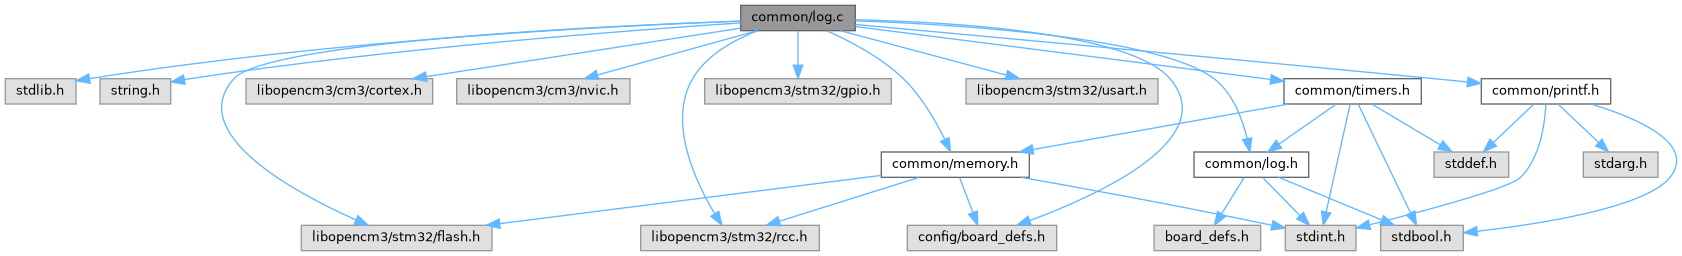 common/log.c
stdlib.h
string.h
libopencm3/cm3/cortex.h
libopencm3/cm3/nvic.h
libopencm3/stm32/gpio.h
libopencm3/stm32/usart.h
common/timers.h
common/printf.h
common/memory.h
common/log.h
stddef.h
stdarg.h
libopencm3/stm32/flash.h
libopencm3/stm32/rcc.h
config/board_defs.h
board_defs.h
stdint.h
stdbool.h